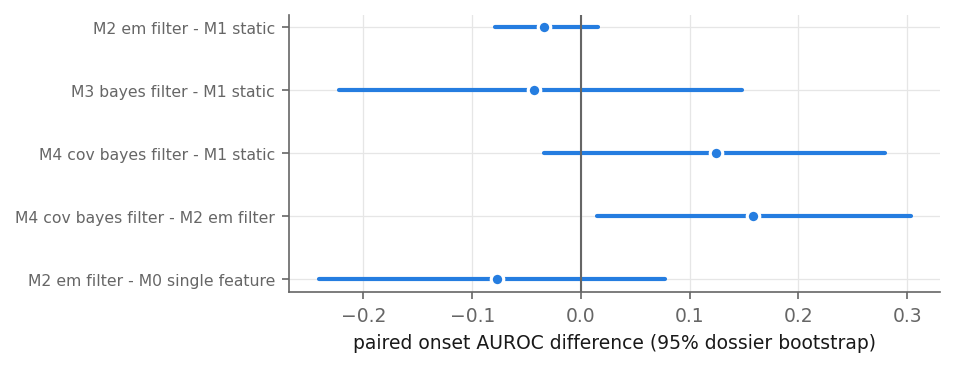 M2 em filter - M1 static
M3 bayes filter - M1 static
M4 cov bayes filter - M1 static
M4 cov bayes filter - M2 em filter
M2 em filter - M0 single feature
−0.2 −0.1 0.0 0.1 0.2 0.3
paired onset AUROC difference (95% dossier bootstrap)